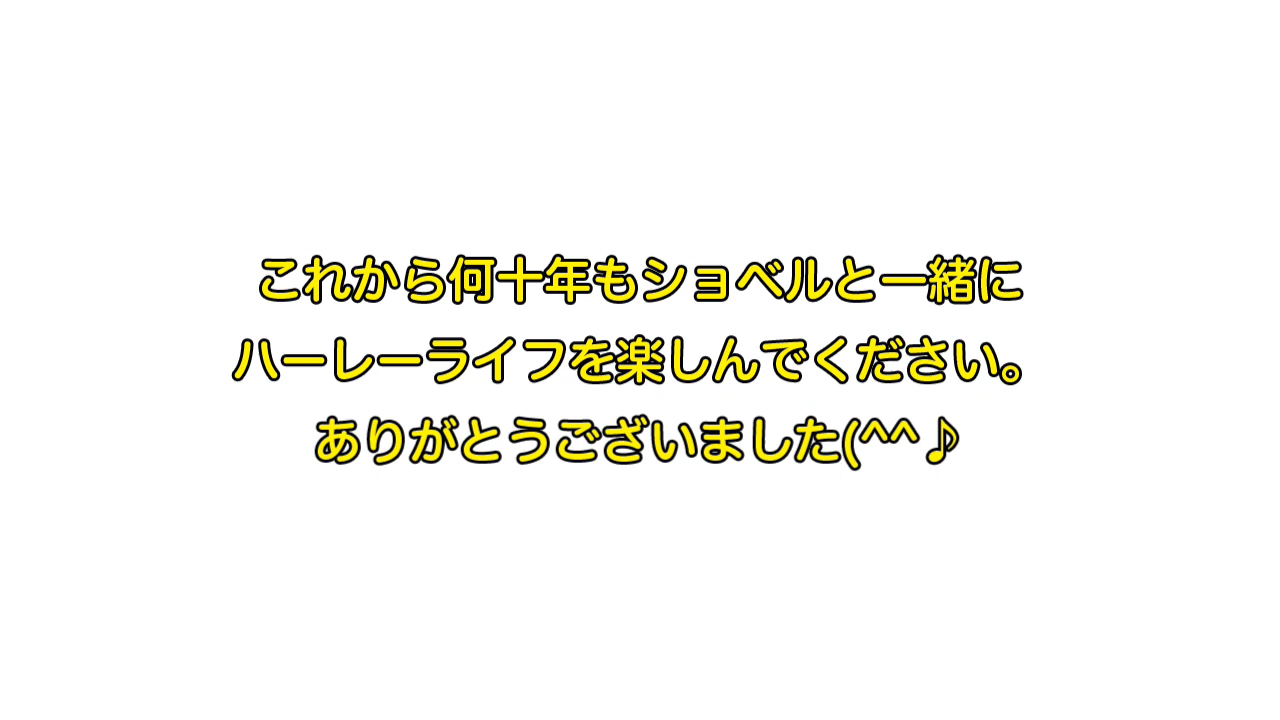 これから何十年もショベルと一緒に
ハーレーライフを楽しんでください。
ありがとうございました(^^♪